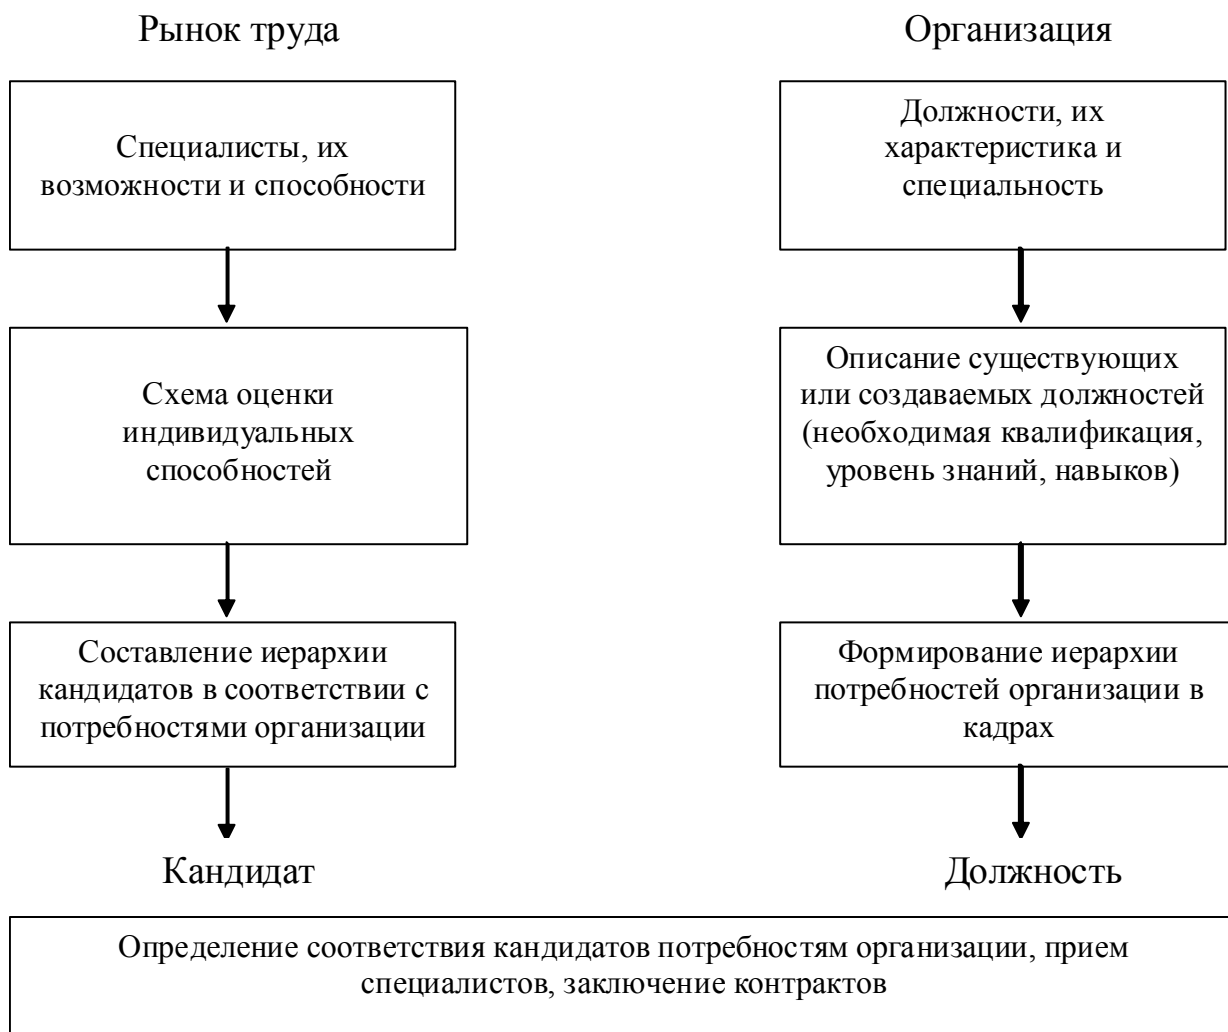 Рынок труда
Организация
Специалисты, их
возможности и способности
Должности, их
характеристика и
специальность
Схема оценки
индивидуальных
способностей
Описание существующих
или создаваемых должностей
(необходимая квалификация,
уровень знаний, навыков)
Составление иерархии
кандидатов в соответствии с
потребностями организации
Формирование иерархии
потребностей организации в
кадрах
Кандидат
Должность
Определение соответствия кандидатов потребностям организации, прием
специалистов, заключение контрактов